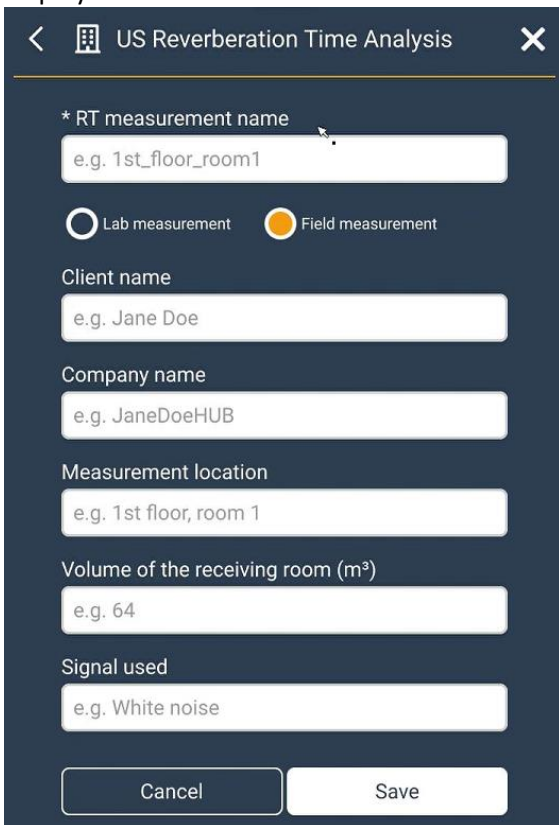 US Reverberation Time Analysis
* RT measurement name
e.g. 1st_floor_room1
Lab measurement Field measurement
Client name
e.g. Jane Doe
Company name
e.g. JaneDoeHUB
Measurement location
e.g. 1st floor, room 1
Volume of the receiving room (m³)
e.g. 64
Signal used
e.g. White noise
Cancel Save